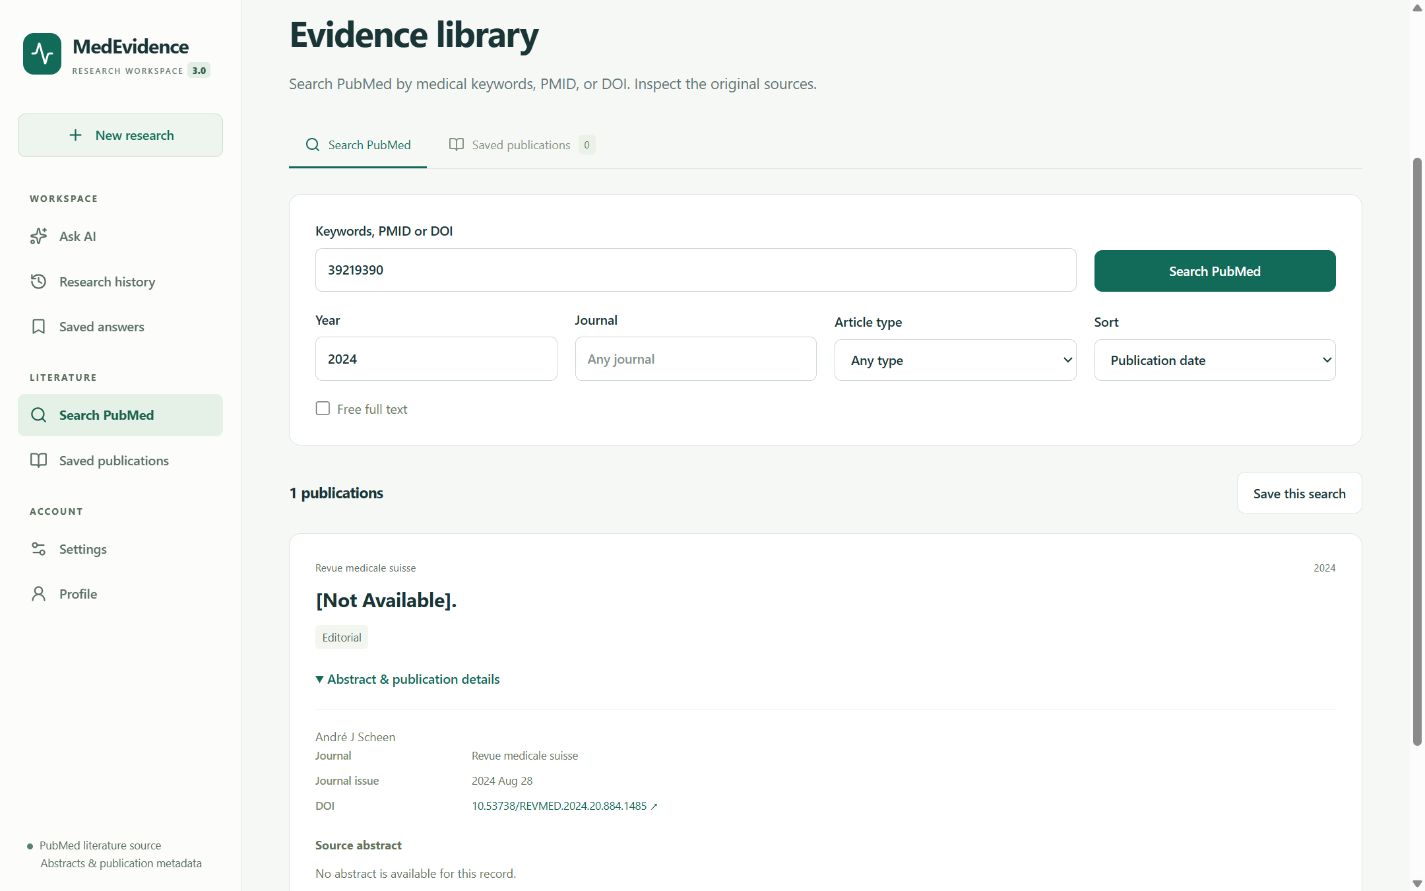 MedEvidence
RESEARCH WORKSPACE 3.0
New research
WORKSPACE
Ask AI
Research history
Saved answers
LITERATURE
Search PubMed
Saved publications
ACCOUNT
Settings
Profile
PubMed literature source
Abstracts & publication metadata
Evidence library
Search PubMed by medical keywords, PMID, or DOI. Inspect the original sources.
Search PubMed
Saved publications 0
Keywords, PMID or DOI
39219390
Search PubMed
Year
2024
Journal
Any journal
Article type
Any type
Sort
Publication date
Free full text
1 publications
Save this search
Revue medicale suisse
2024
[Not Available].
Editorial
Abstract & publication details
André J Scheen
Journal Revue medicale suisse
Journal issue 2024 Aug 28
DOI 10.53738/REVMED.2024.20.884.1485
Source abstract
No abstract is available for this record.